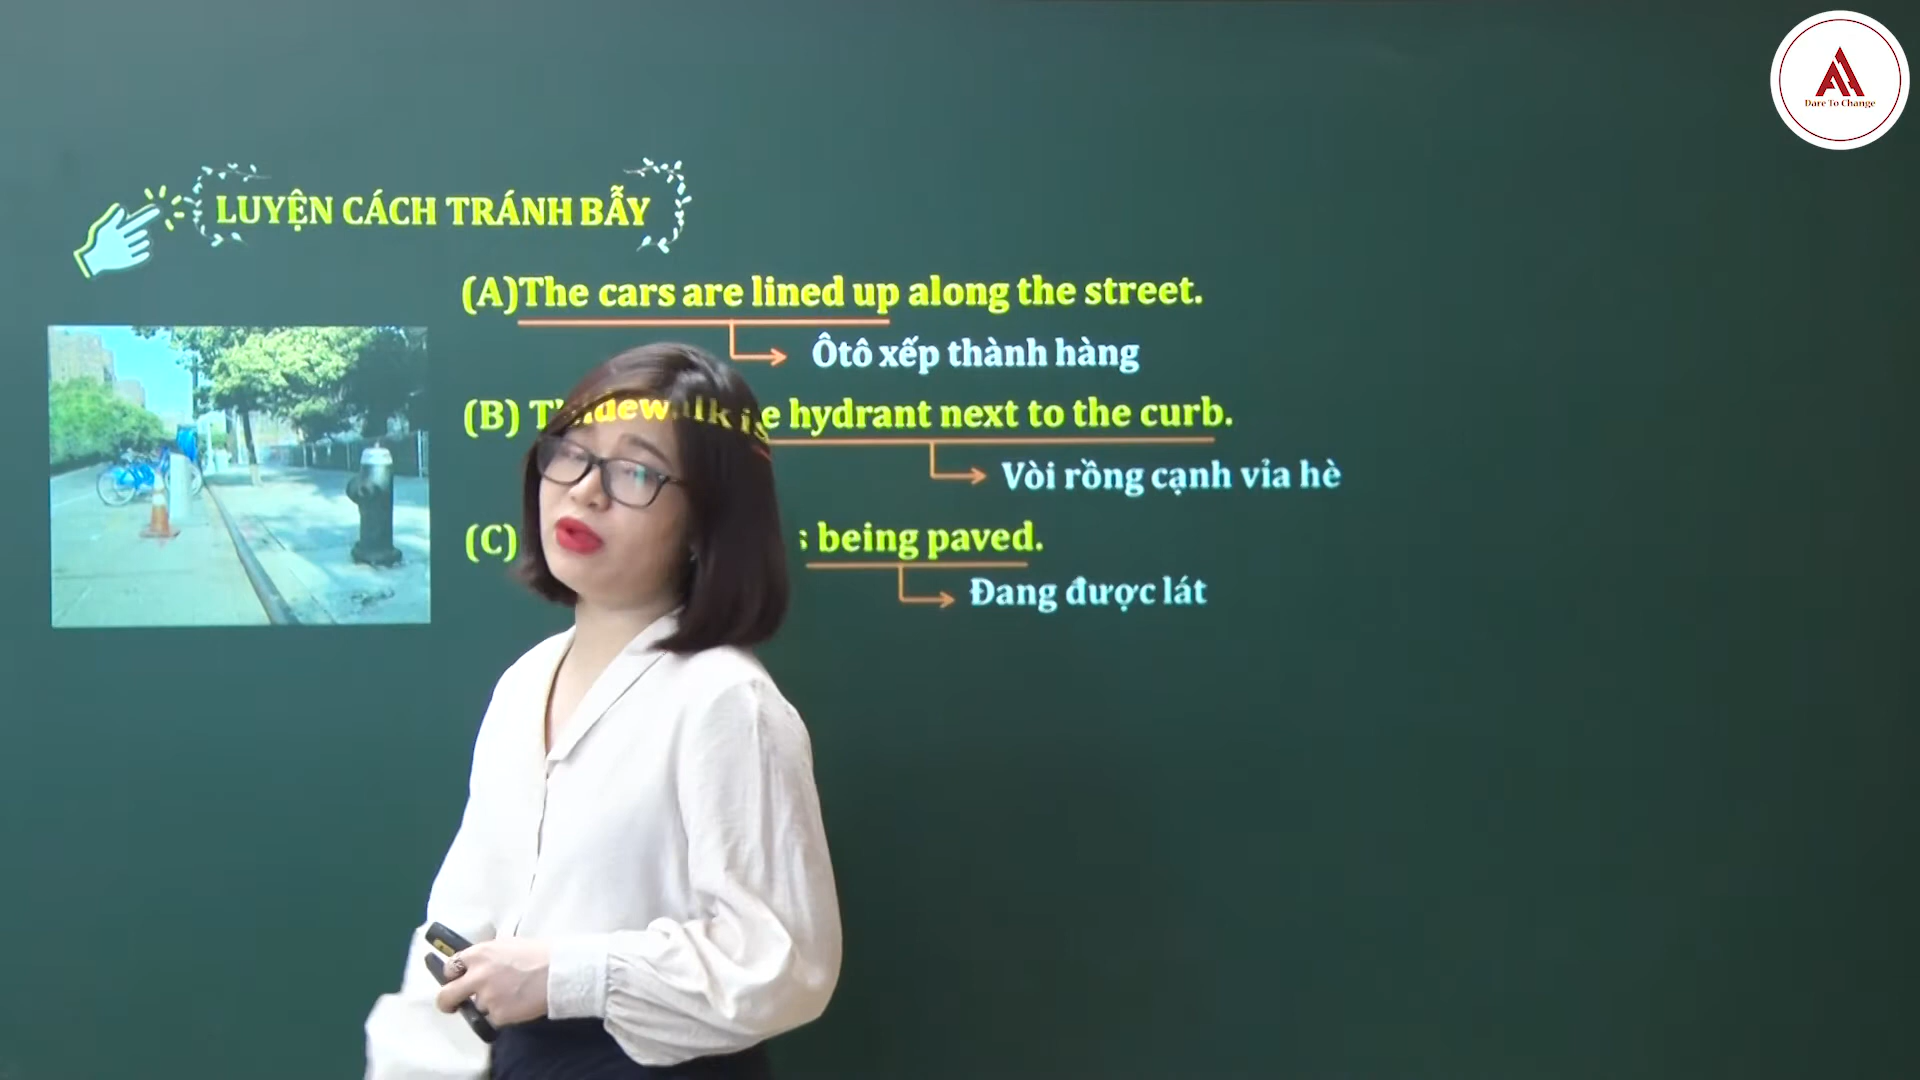 Dare To Change
LUYỆN CÁCH TRÁNH BẪY
(A)The cars are lined up along the street.
Ôtô xếp thành hàng
(B) hydrant next to the curb.
Vòi rồng cạnh vỉa hè
(C) being paved.
Đang được lát